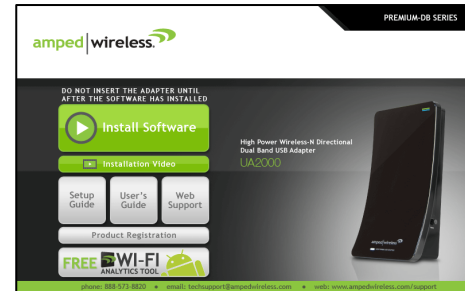 PREMIUM-DB SERIES
amped wireless.
DO NOT INSERT THE ADAPTER UNTIL
AFTER THE SOFTWARE HAS INSTALLED
Install Software
Installation Video
High Power Wireless-N Directional
Dual Band USB Adapter
UA2000
Setup Guide
User's Guide
Web Support
Product Registration
FREE WI-FI
ANALYTICS TOOL
amped wireless
phone: 888-573-8820 • email: techsupport@ampedwireless.com • web: www.ampedwireless.com/support